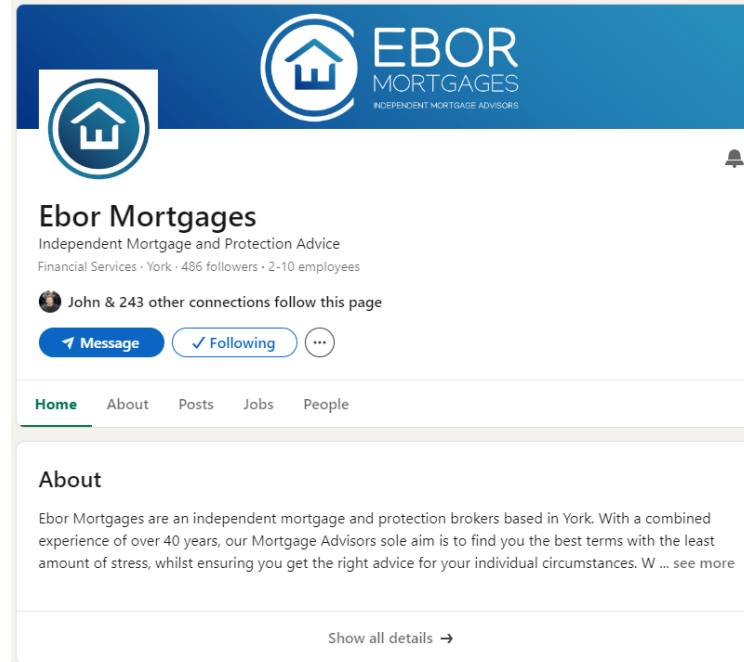 EBOR
MORTGAGES
INDEPENDENT MORTGAGE ADVISORS
Ebor Mortgages
Independent Mortgage and Protection Advice
Financial Services · York · 486 followers · 2-10 employees
John & 243 other connections follow this page
Message
Following
Home About Posts Jobs People
About
Ebor Mortgages are an independent mortgage and protection brokers based in York. With a combined
experience of over 40 years, our Mortgage Advisors sole aim is to find you the best terms with the least
amount of stress, whilst ensuring you get the right advice for your individual circumstances. W ... see more
Show all details →